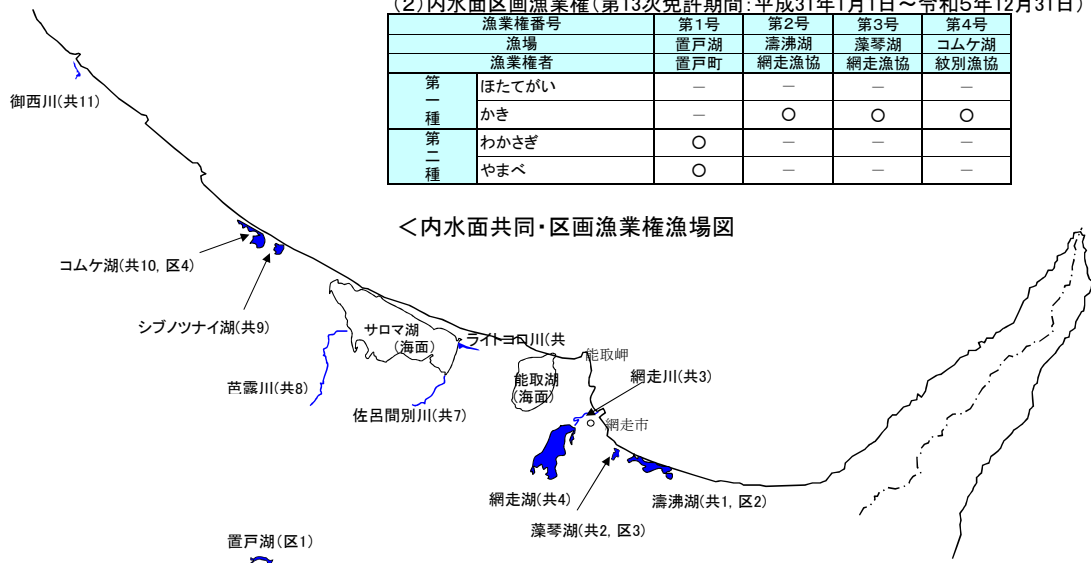 (2)内水面区画漁業権(第13次免許期間:平成31年1月1日～令和5年12月31日)
漁業権番号 第1号 第2号 第3号 第4号
漁場 置戸湖 濤沸湖 藻琴湖 コムケ湖
漁業権者 置戸町 網走漁協 網走漁協 紋別漁協
第一種 ほたてがい － － － －
かき － ○ ○ ○
第二種 わかさぎ ○ － － －
やまべ ○ － － －
＜内水面共同・区画漁業権漁場図
御西川(共11)
コムケ湖(共10, 区4)
シブノツナイ湖(共9)
サロマ湖
(海面)
ライトコロ川(共
能取岬
能取湖
(海面)
網走川(共3)
芭露川(共8)
佐呂間別川(共7)
網走市
網走湖(共4)
濤沸湖(共1, 区2)
藻琴湖(共2, 区3)
置戸湖(区1)